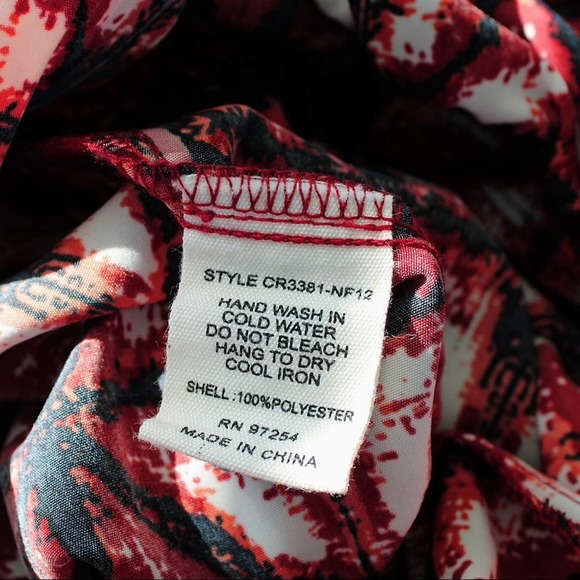 STYLE CR3381-NF12
HAND WASH IN
COLD WATER
DO NOT BLEACH
HANG TO DRY
COOL IRON
SHELL:100%POLYESTER
RN 97254
MADE IN CHINA